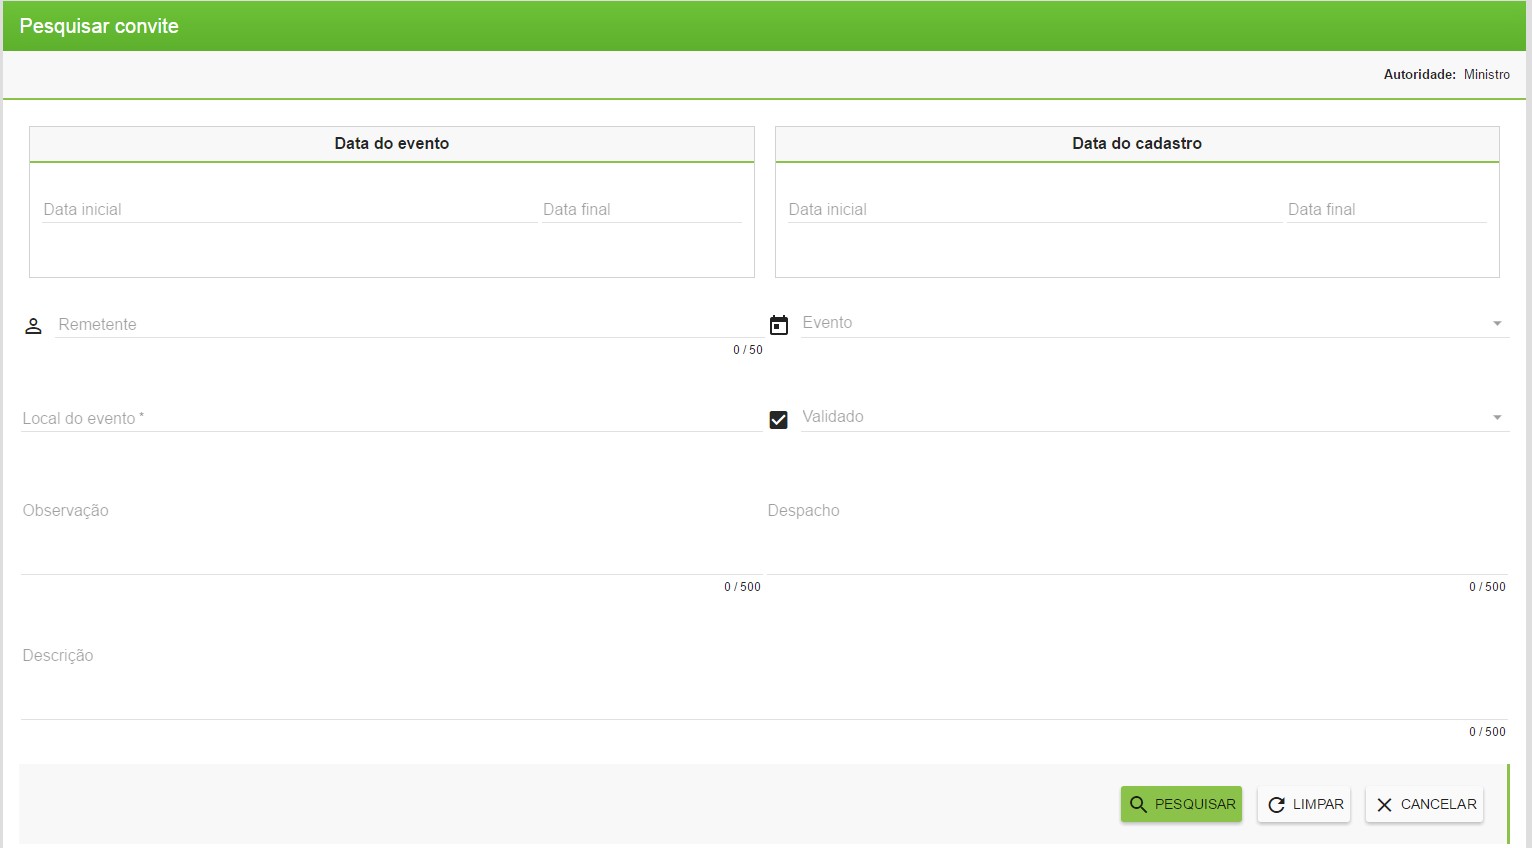 Pesquisar convite
Autoridade: Ministro
Data do evento
Data do cadastro
Data inicial
Data final
Data inicial
Data final
Remetente
0 / 50
Evento
Local do evento *
Validado
Observação
0 / 500
Despacho
0 / 500
Descrição
0 / 500
PESQUISAR
LIMPAR
CANCELAR